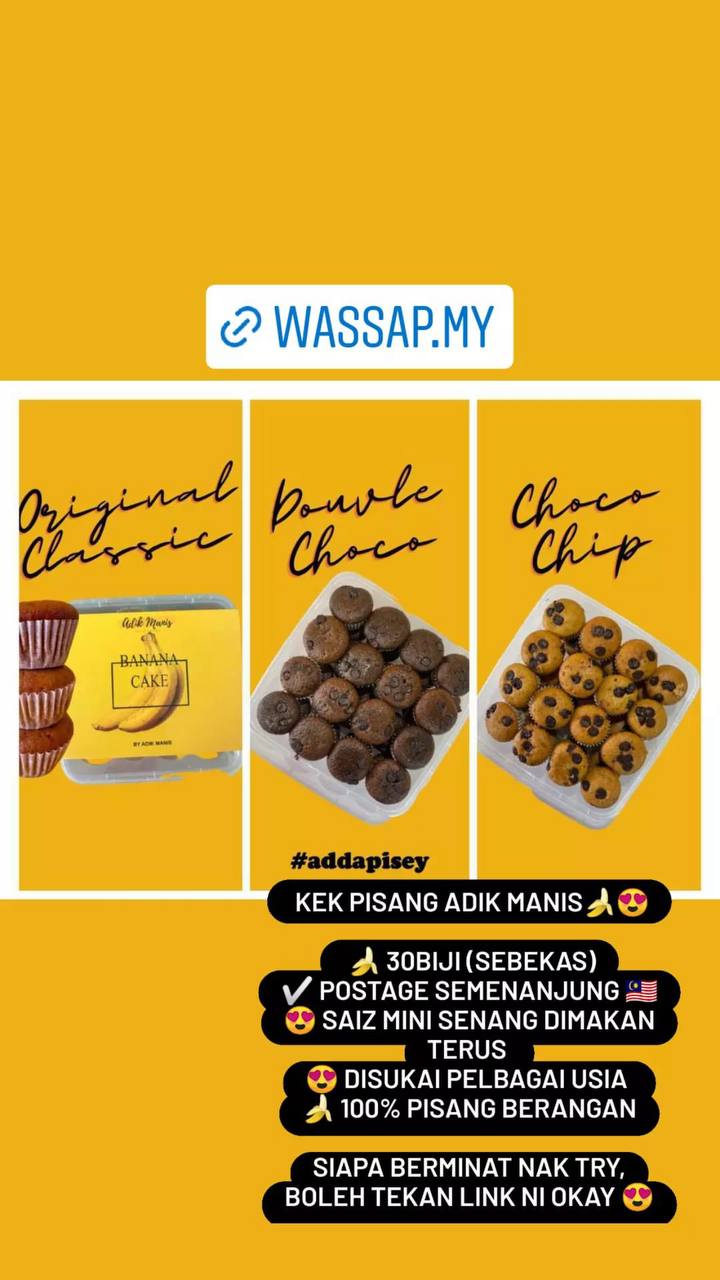 WASSAP.MY
Original
Classic
Douvle
Choco
Choco
Chip
Adik Manis
BANANA
CAKE
BY ADIK MANIS
#addapisey
KEK PISANG ADIK MANIS🍌😍
🍌 30BIJI (SEBEKAS)
✔️ POSTAGE SEMENANJUNG 🇲🇾
😍 SAIZ MINI SENANG DIMAKAN
TERUS
😍 DISUKAI PELBAGAI USIA
🍌 100% PISANG BERANGAN
SIAPA BERMINAT NAK TRY,
BOLEH TEKAN LINK NI OKAY 😍